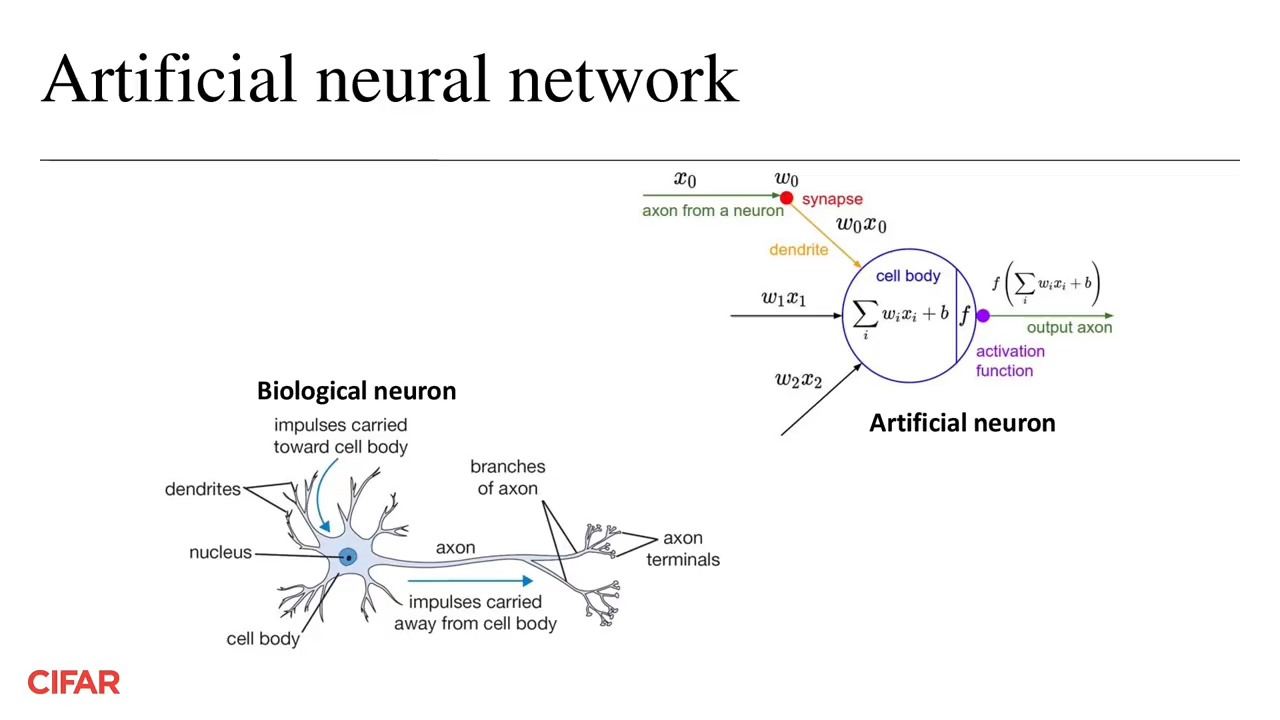 Artificial neural network
x₀
w₀
axon from a neuron
synapse
w₀x₀
dendrite
cell body
f(∑ᵢ wᵢxᵢ + b)
w₁x₁
∑ᵢ wᵢxᵢ + b
f
output axon
activation
function
w₂x₂
Artificial neuron
Biological neuron
impulses carried
toward cell body
branches
of axon
dendrites
nucleus
axon
axon
terminals
impulses carried
away from cell body
cell body
CIFAR